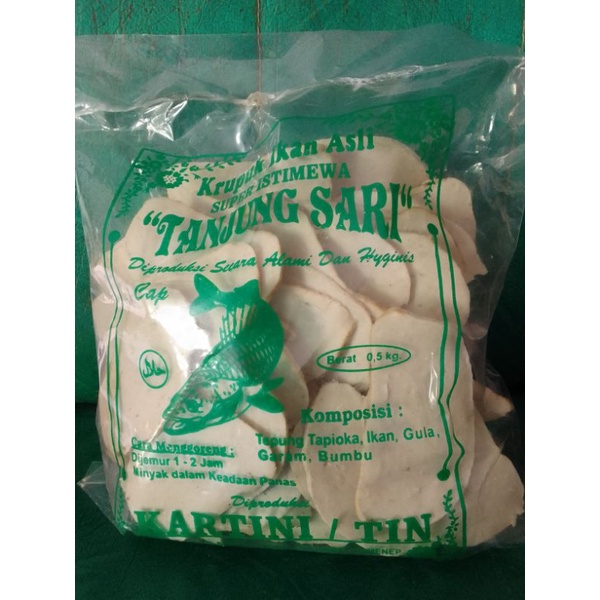 Krupuk Ikan Asli
SUPER ISTIMEWA
"TANJUNG SARI"
Diproduksi Secara Alami Dan Hyginis
Cap
Berat 0,5 kg.
Komposisi :
Tepung Tapioka, Ikan, Gula,
Garam, Bumbu
Cara Menggoreng :
Dijemur 1 - 2 Jam
Minyak dalam Keadaan Panas
Diproduksi
KARTINI / TIN